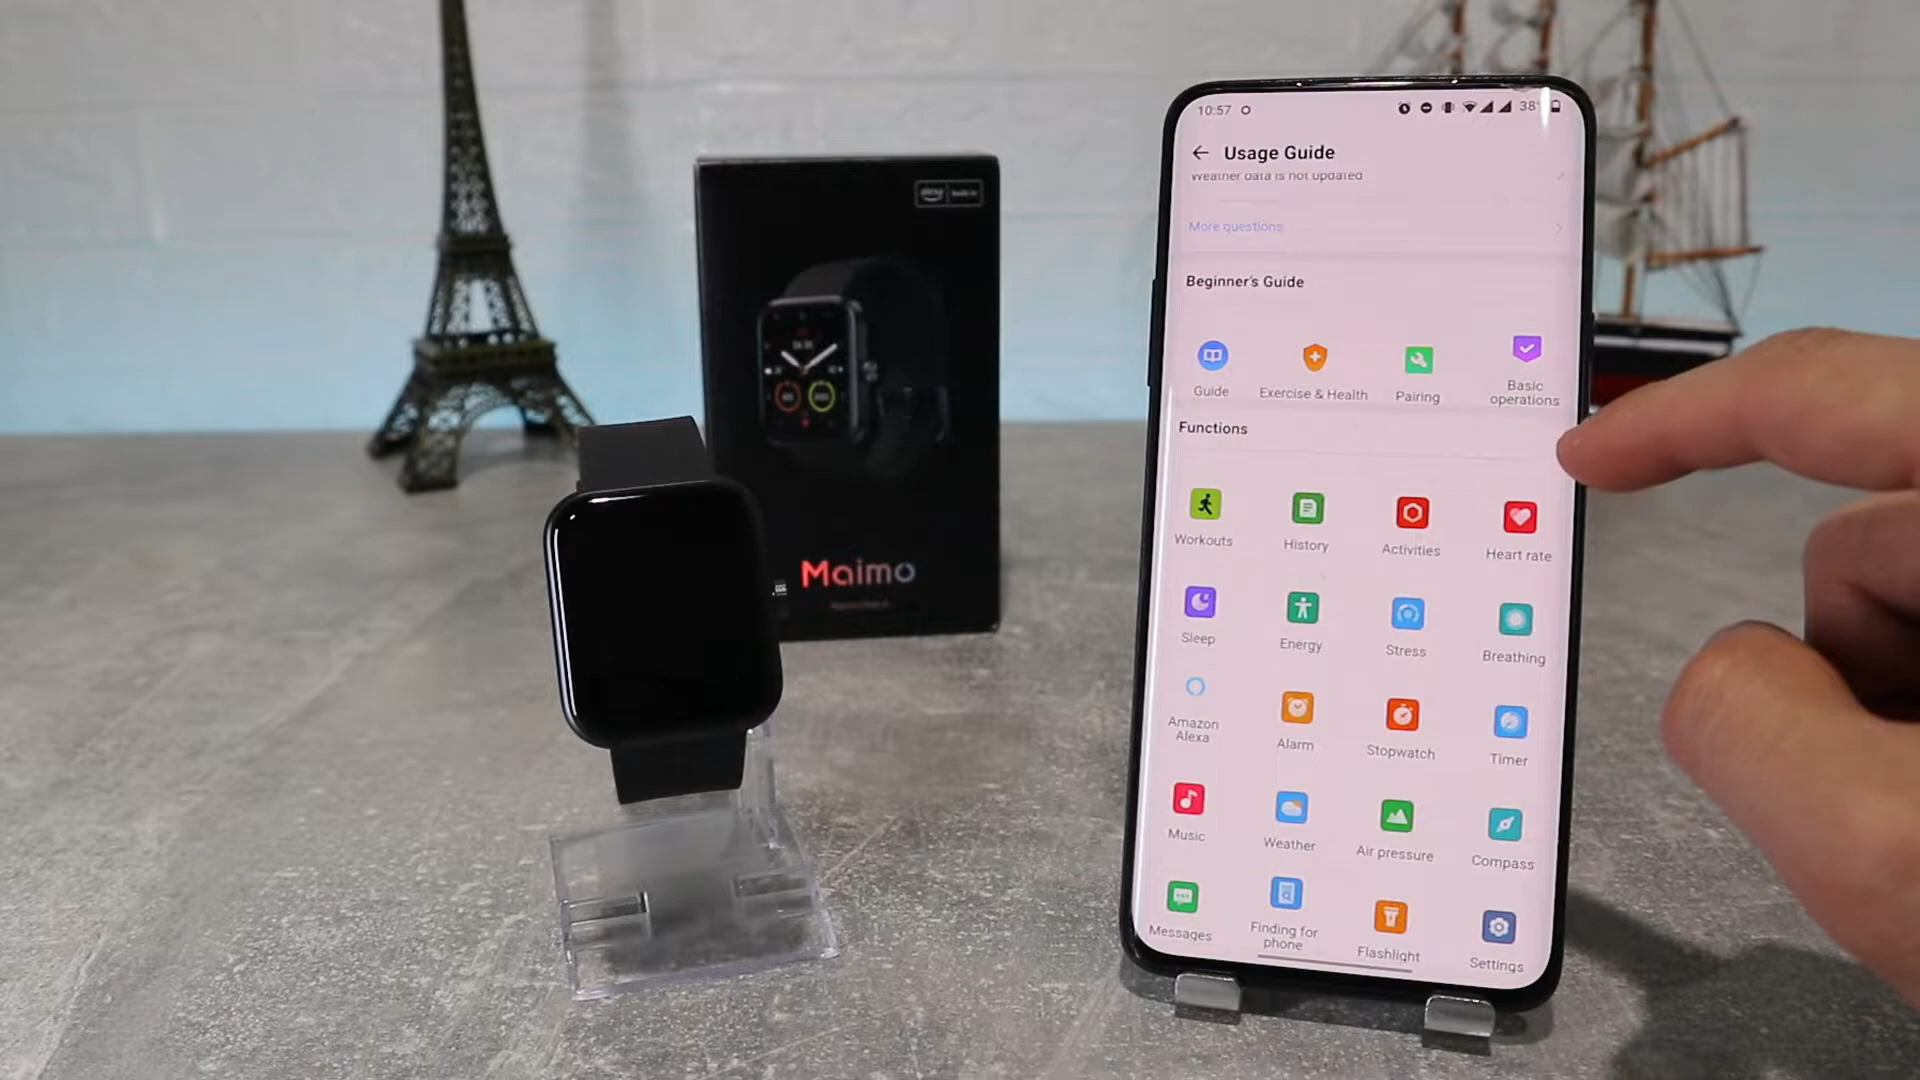 10:57
38
Usage Guide
Weather data is not updated
More questions
Beginner's Guide
Guide
Exercise & Health
Pairing
Basic
operations
Functions
Workouts
History
Activities
Heart rate
Sleep
Energy
Stress
Breathing
Amazon
Alexa
Alarm
Stopwatch
Timer
Music
Weather
Air pressure
Compass
Messages
Finding for
phone
Flashlight
Settings
Maimo